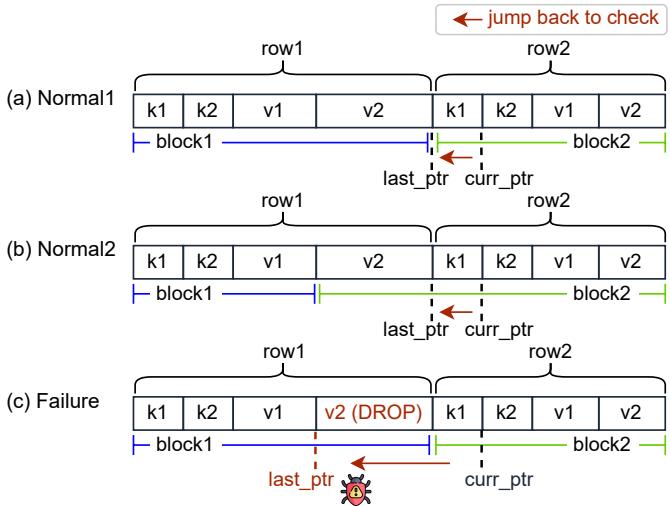 jump back to check
row1 row2
(a) Normal1 k1 k2 v1 v2 k1 k2 v1 v2
block1 block2
last_ptr curr_ptr
row1 row2
(b) Normal2 k1 k2 v1 v2 k1 k2 v1 v2
block1 block2
last_ptr curr_ptr
row1 row2
(c) Failure k1 k2 v1 v2 (DROP) k1 k2 v1 v2
block1 block2
last_ptr curr_ptr